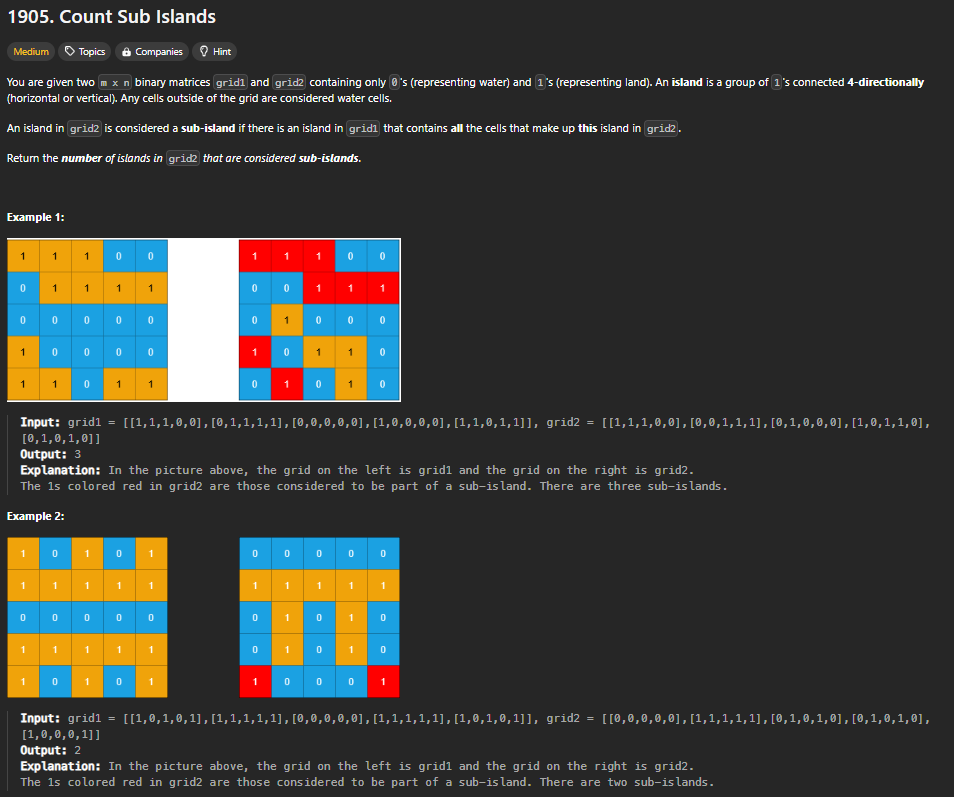 1905. Count Sub Islands
Medium Topics Companies Hint
You are given two m x n binary matrices grid1 and grid2 containing only 0's (representing water) and 1's (representing land). An island is a group of 1's connected 4-directionally
(horizontal or vertical). Any cells outside of the grid are considered water cells.
An island in grid2 is considered a sub-island if there is an island in grid1 that contains all the cells that make up this island in grid2.
Return the number of islands in grid2 that are considered sub-islands.
Example 1:
1 1 1 0 0 1 1 1 0 0
0 1 1 1 1 0 0 1 1 1
0 0 0 0 0 0 1 0 0 0
1 0 0 0 0 1 0 1 1 0
1 1 0 1 1 0 1 0 1 0
Input: grid1 = [[1,1,1,0,0],[0,1,1,1,1],[0,0,0,0,0],[1,0,0,0,0],[1,1,0,1,1]], grid2 = [[1,1,1,0,0],[0,0,1,1,1],[0,1,0,0,0],[1,0,1,1,0],
[0,1,0,1,0]]
Output: 3
Explanation: In the picture above, the grid on the left is grid1 and the grid on the right is grid2.
The 1s colored red in grid2 are those considered to be part of a sub-island. There are three sub-islands.
Example 2:
1 0 1 0 1 0 0 0 0 0
1 1 1 1 1 1 1 1 1 1
0 0 0 0 0 0 1 0 1 0
1 1 1 1 1 0 1 0 1 0
1 0 1 0 1 1 0 0 0 1
Input: grid1 = [[1,0,1,0,1],[1,1,1,1,1],[0,0,0,0,0],[1,1,1,1,1],[1,0,1,0,1]], grid2 = [[0,0,0,0,0],[1,1,1,1,1],[0,1,0,1,0],[0,1,0,1,0],
[1,0,0,0,1]]
Output: 2
Explanation: In the picture above, the grid on the left is grid1 and the grid on the right is grid2.
The 1s colored red in grid2 are those considered to be part of a sub-island. There are two sub-islands.